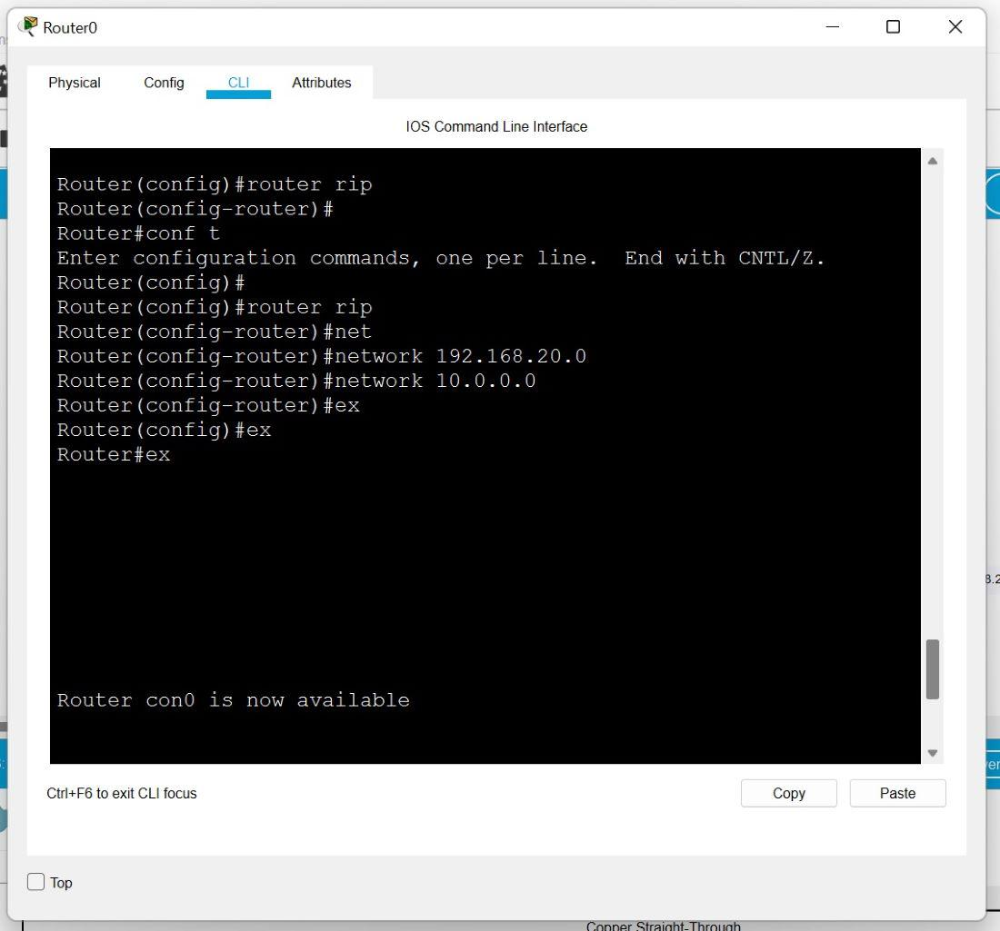 Router0
Physical Config CLI Attributes
IOS Command Line Interface
Router(config)#router rip
Router(config-router)#
Router#conf t
Enter configuration commands, one per line.  End with CNTL/Z.
Router(config)#
Router(config)#router rip
Router(config-router)#net
Router(config-router)#network 192.168.20.0
Router(config-router)#network 10.0.0.0
Router(config-router)#ex
Router(config)#ex
Router#ex
Router con0 is now available
Ctrl+F6 to exit CLI focus
Copy Paste
Top
Copper Straight-Through